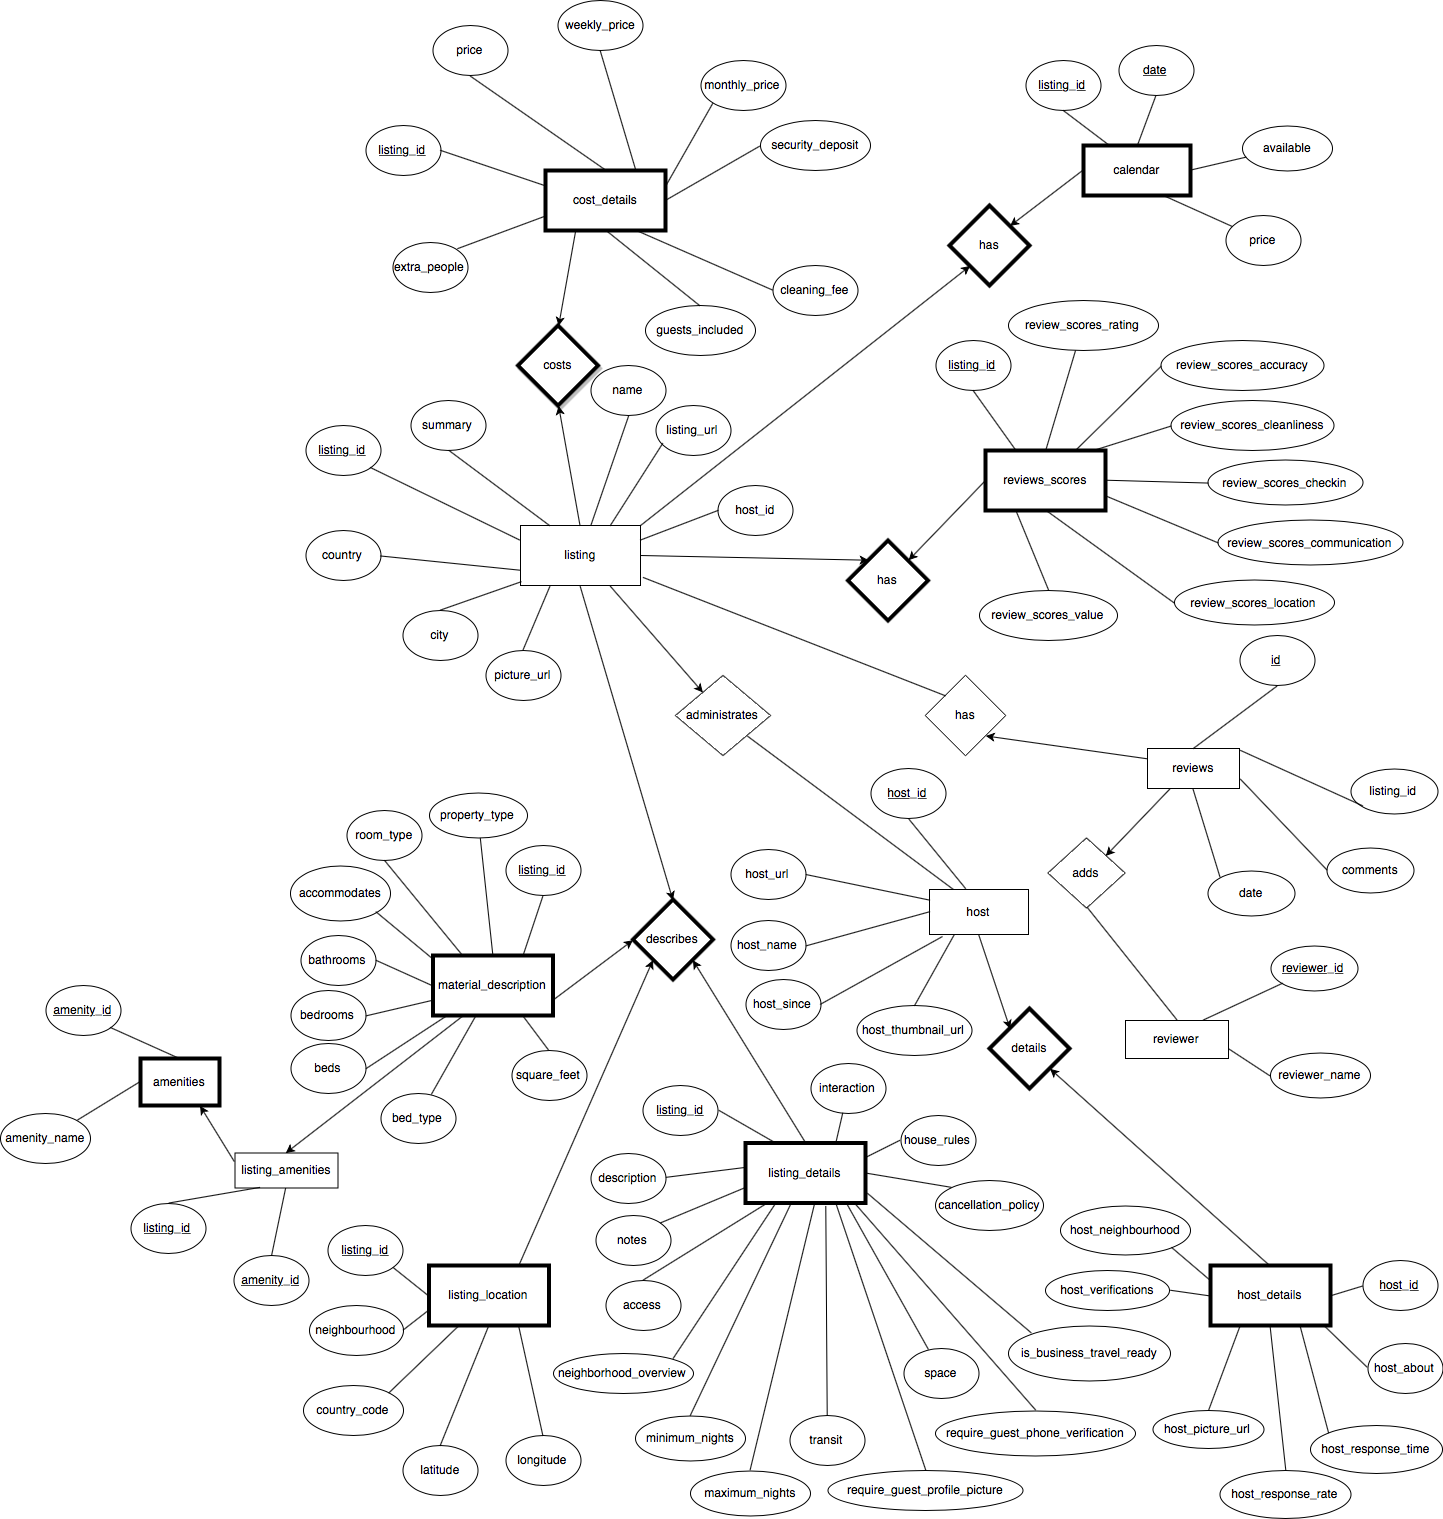 weekly_price
price
monthly_price
listing_id
security_deposit
cost_details
extra_people
cleaning_fee
guests_included
costs
listing_id
date
available
calendar
price
has
review_scores_rating
listing_id
review_scores_accuracy
review_scores_cleanliness
reviews_scores
review_scores_checkin
review_scores_communication
review_scores_location
review_scores_value
has
name
summary
listing_url
listing_id
host_id
country
listing
city
picture_url
administrates
has
id
reviews
listing_id
comments
date
adds
reviewer_id
reviewer
reviewer_name
host_id
host_url
host
host_name
host_since
host_thumbnail_url
details
property_type
room_type
listing_id
accommodates
bathrooms
material_description
bedrooms
beds
square_feet
bed_type
describes
amenity_id
amenities
amenity_name
listing_amenities
listing_id
amenity_id
listing_id
listing_location
neighbourhood
country_code
latitude
longitude
interaction
listing_id
house_rules
listing_details
description
cancellation_policy
notes
access
is_business_travel_ready
neighborhood_overview
space
minimum_nights
transit
require_guest_phone_verification
maximum_nights
require_guest_profile_picture
host_neighbourhood
host_verifications
host_details
host_id
host_about
host_picture_url
host_response_time
host_response_rate